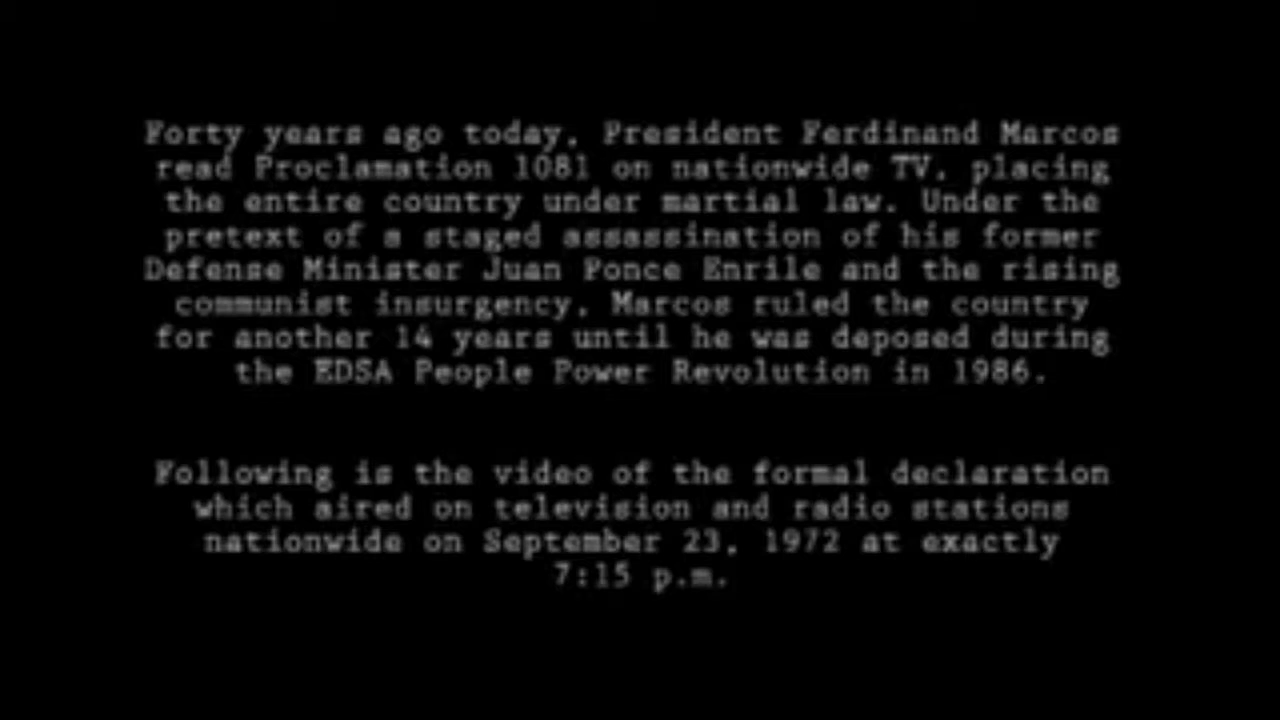 Forty years ago today, President Ferdinand Marcos
read Proclamation 1081 on nationwide TV, placing
the entire country under martial law. Under the
pretext of a staged assassination of his former
Defense Minister Juan Ponce Enrile and the rising
communist insurgency, Marcos ruled the country
for another 14 years until he was deposed during
the EDSA People Power Revolution in 1986.
Following is the video of the formal declaration
which aired on television and radio stations
nationwide on September 23, 1972 at exactly
7:15 p.m.